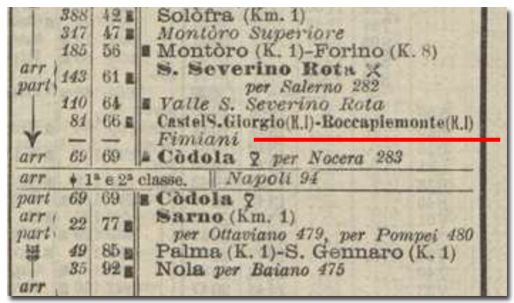 388 42 Solòfra (Km. 1)
317 47 Montòro Superiore
185 56 Montòro (K. 1)-Forino (K. 8)
arr part 143 61 S. Severino Rota
per Salerno 282
110 64 Valle S. Severino Rota
81 66 CastelS.Giorgio(K.I)-Roccapiemonte(K.I)
— — Fimiani
arr 69 69 Còdola per Nocera 283
arr 1ª e 2ª classe. Napoli 94
part 69 69 Còdola
arr part 22 77 Sarno (Km. 1)
per Ottaviano 479, per Pompei 480
49 85 Palma (K. 1)-S. Gennaro (K. 1)
35 92 Nola per Baiano 475
arr